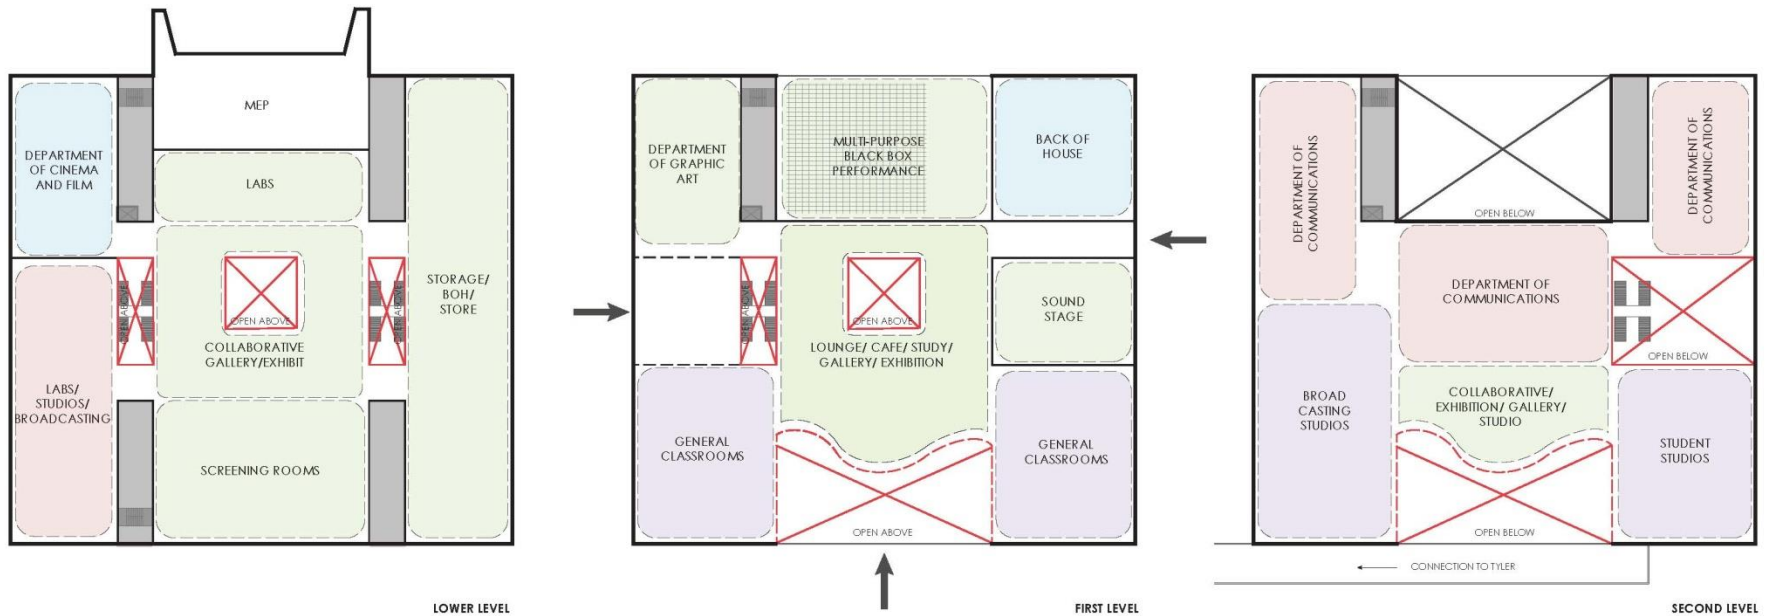 MEP
DEPARTMENT
OF CINEMA
AND FILM
LABS
STORAGE/
BOH/
STORE
OPEN ABOVE
OPEN ABOVE
OPEN ABOVE
COLLABORATIVE
GALLERY/EXHIBIT
LABS/
STUDIOS/
BROADCASTING
SCREENING ROOMS
LOWER LEVEL
DEPARTMENT
OF GRAPHIC
ART
MULTI-PURPOSE
BLACK BOX
PERFORMANCE
BACK OF
HOUSE
OPEN ABOVE
OPEN ABOVE
SOUND
STAGE
LOUNGE/ CAFE/ STUDY/
GALLERY/ EXHIBITION
GENERAL
CLASSROOMS
GENERAL
CLASSROOMS
OPEN ABOVE
FIRST LEVEL
DEPARTMENT OF
COMMUNICATIONS
OPEN BELOW
DEPARTMENT OF
COMMUNICATIONS
DEPARTMENT OF
COMMUNICATIONS
OPEN BELOW
BROAD
CASTING
STUDIOS
COLLABORATIVE/
EXHIBITION/ GALLERY/
STUDIO
STUDENT
STUDIOS
OPEN BELOW
CONNECTION TO TYLER
SECOND LEVEL